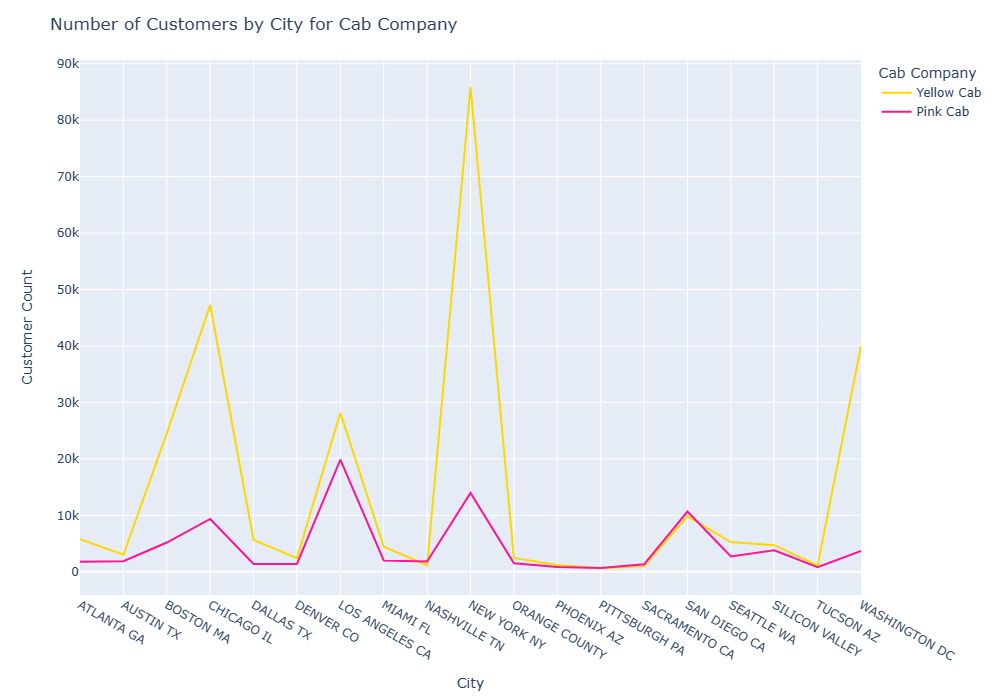 Number of Customers by City for Cab Company
Cab Company
Yellow Cab
Pink Cab
Customer Count
90k
80k
70k
60k
50k
40k
30k
20k
10k
0
ATLANTA GA
AUSTIN TX
BOSTON MA
CHICAGO IL
DALLAS TX
DENVER CO
LOS ANGELES CA
MIAMI FL
NASHVILLE TN
NEW YORK NY
ORANGE COUNTY
PHOENIX AZ
PITTSBURGH PA
SACRAMENTO CA
SAN DIEGO CA
SEATTLE WA
SILICON VALLEY
TUCSON AZ
WASHINGTON DC
City